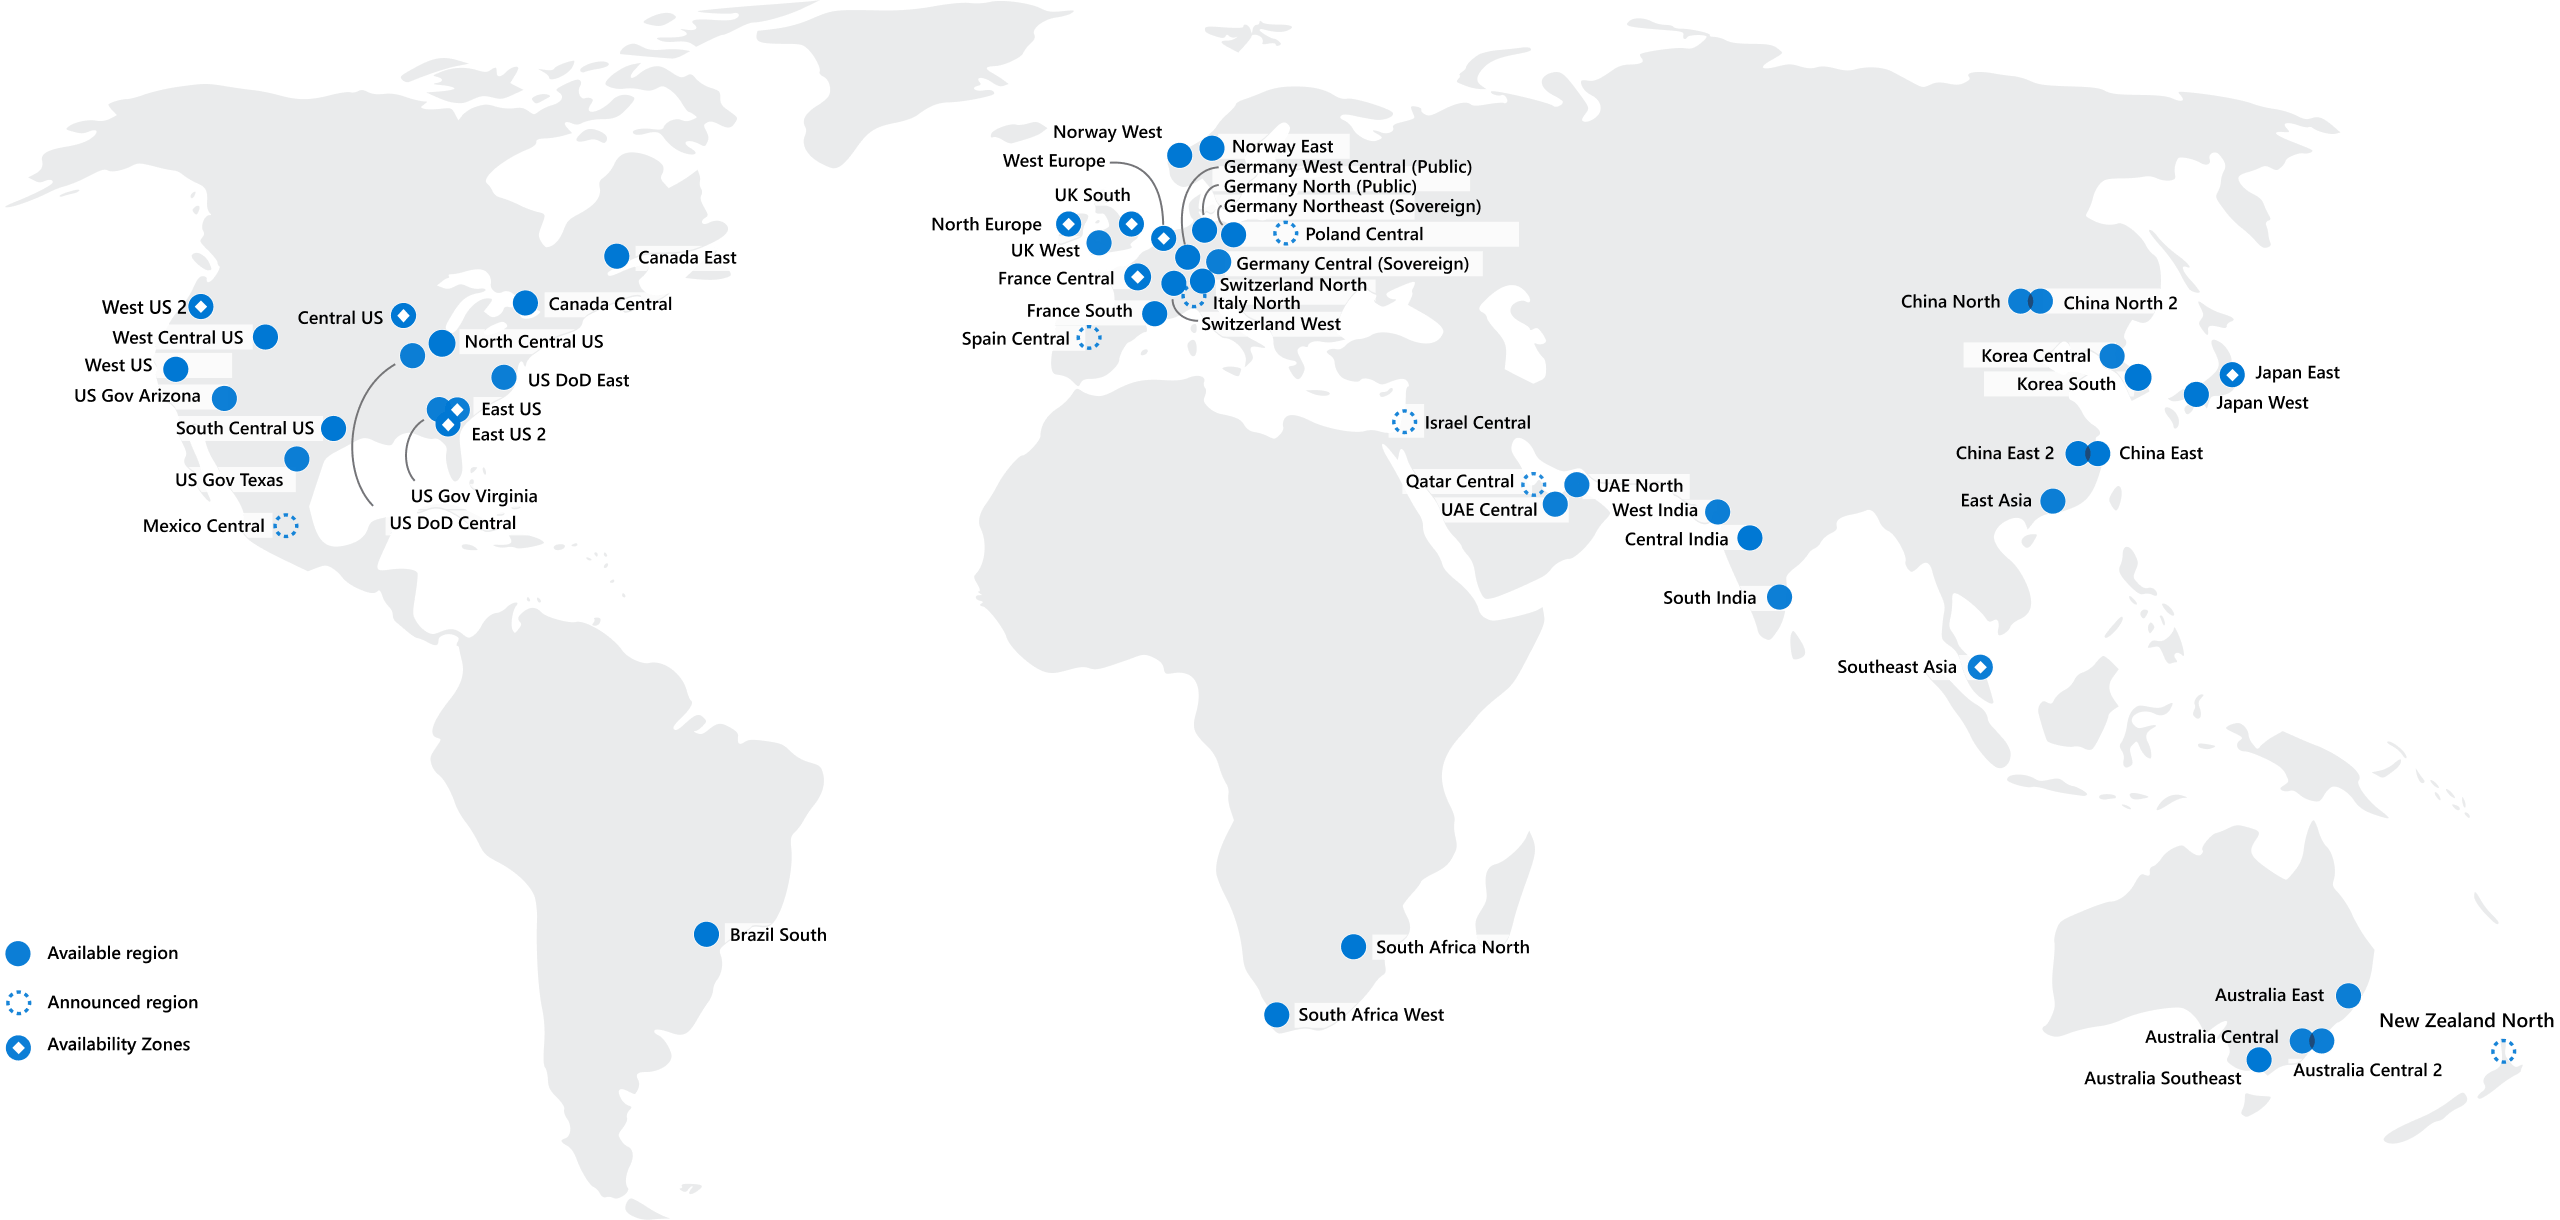 Norway West
Norway East
West Europe
Germany West Central (Public)
Germany North (Public)
UK South
Germany Northeast (Sovereign)
North Europe
Poland Central
UK West
Canada East
Germany Central (Sovereign)
France Central
Switzerland North
Italy North
West US 2
Canada Central
China North
China North 2
Central US
France South
Switzerland West
West Central US
Spain Central
North Central US
Korea Central
West US
Japan East
US DoD East
Korea South
US Gov Arizona
Japan West
East US
Israel Central
South Central US
East US 2
China East 2
China East
US Gov Texas
Qatar Central
UAE North
US Gov Virginia
East Asia
UAE Central
West India
Mexico Central
US DoD Central
Central India
South India
Southeast Asia
Brazil South
South Africa North
Available region
Australia East
Announced region
South Africa West
New Zealand North
Australia Central
Availability Zones
Australia Central 2
Australia Southeast